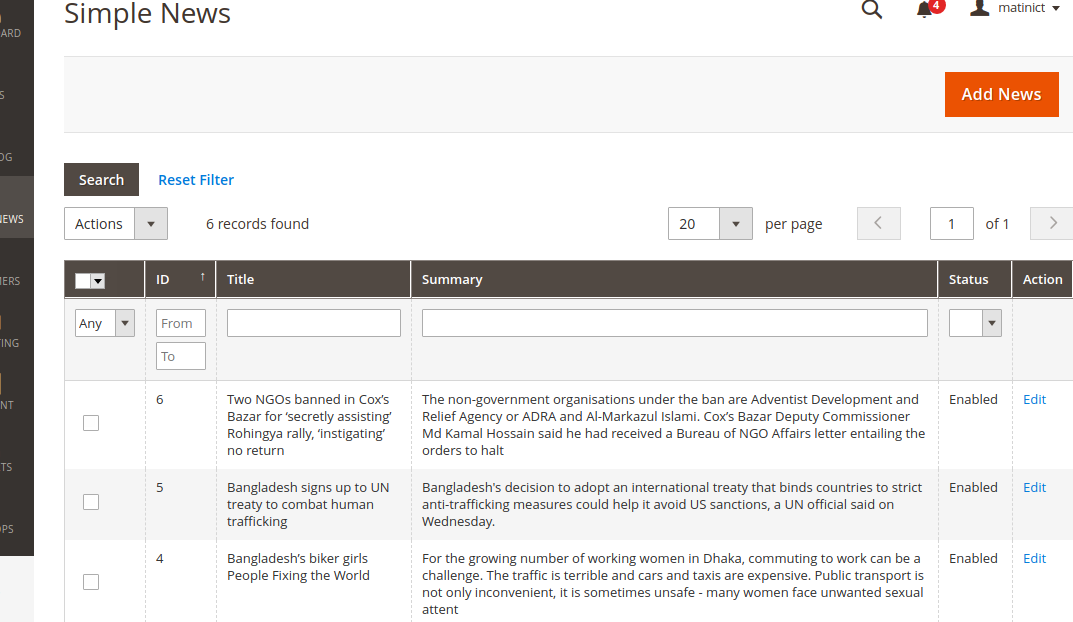 Simple News
4
matinict
ARD
S
OG
NEWS
MERS
TING
NT
TS
OPS
Add News
Search
Reset Filter
Actions
6 records found
20
per page
1
of 1
ID ↑
Title
Summary
Status
Action
Any
From
To
6
Two NGOs banned in Cox’s
Bazar for ‘secretly assisting’
Rohingya rally, ‘instigating’
no return
The non-government organisations under the ban are Adventist Development and
Relief Agency or ADRA and Al-Markazul Islami. Cox’s Bazar Deputy Commissioner
Md Kamal Hossain said he had received a Bureau of NGO Affairs letter entailing the
orders to halt
Enabled
Edit
5
Bangladesh signs up to UN
treaty to combat human
trafficking
Bangladesh's decision to adopt an international treaty that binds countries to strict
anti-trafficking measures could help it avoid US sanctions, a UN official said on
Wednesday.
Enabled
Edit
4
Bangladesh’s biker girls
People Fixing the World
For the growing number of working women in Dhaka, commuting to work can be a
challenge. The traffic is terrible and cars and taxis are expensive. Public transport is
not only inconvenient, it is sometimes unsafe - many women face unwanted sexual
attent
Enabled
Edit